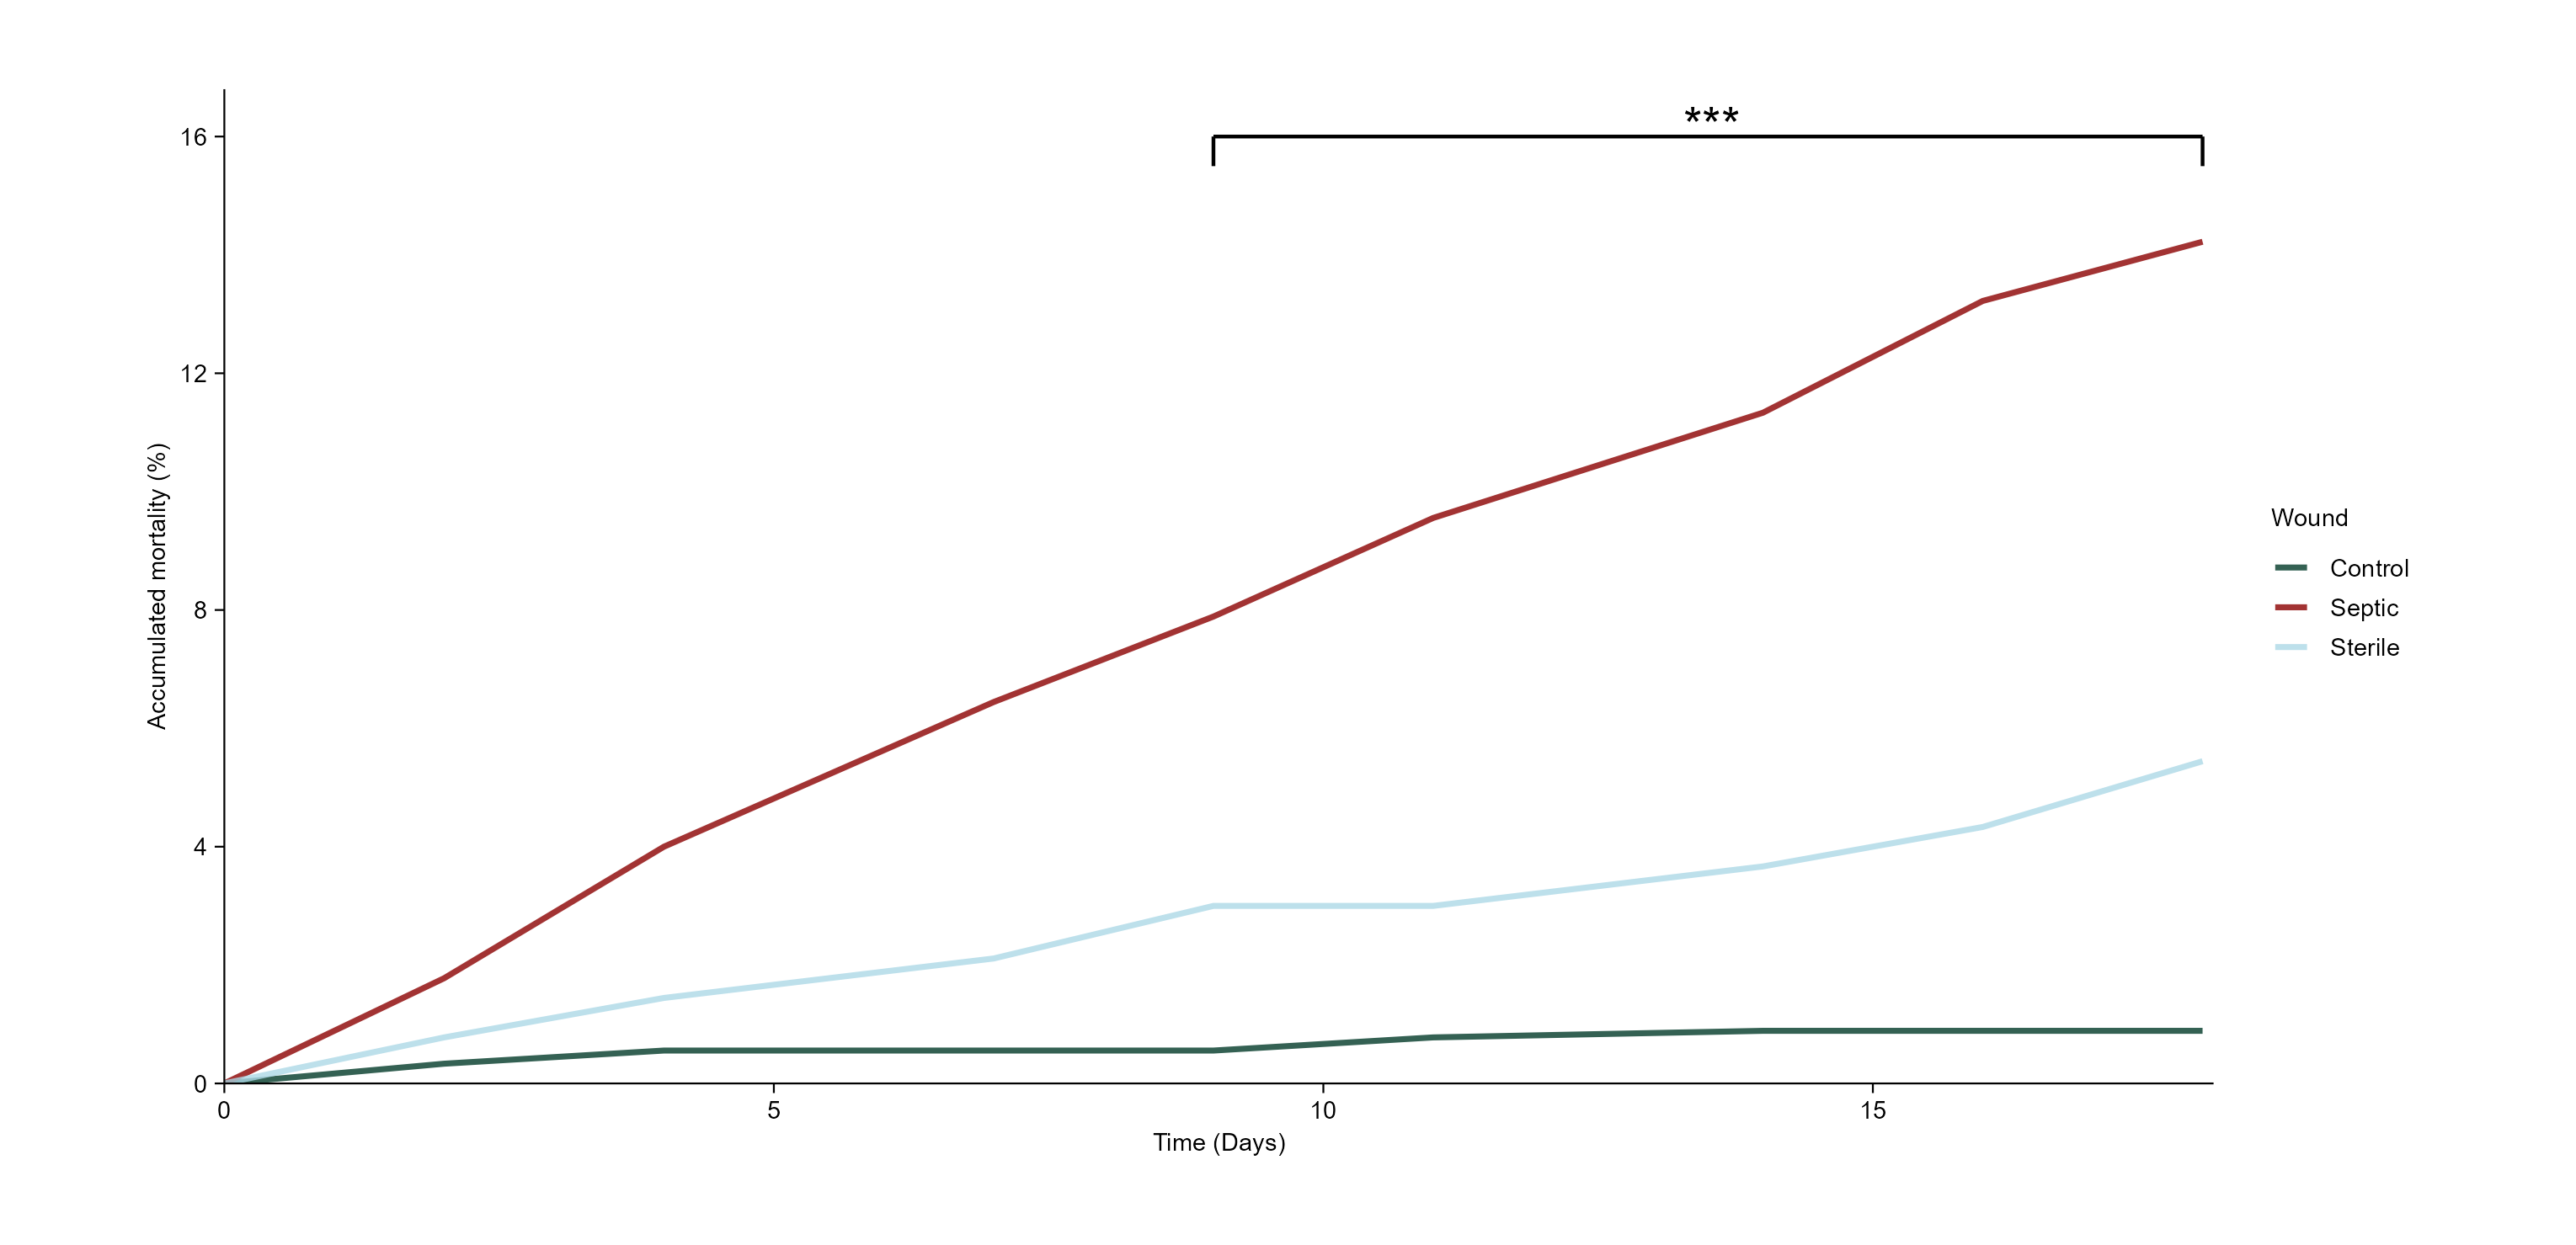 ***
16
12
8
4
0
0 5 10 15
Time (Days)
Accumulated mortality (%)
Wound
Control
Septic
Sterile